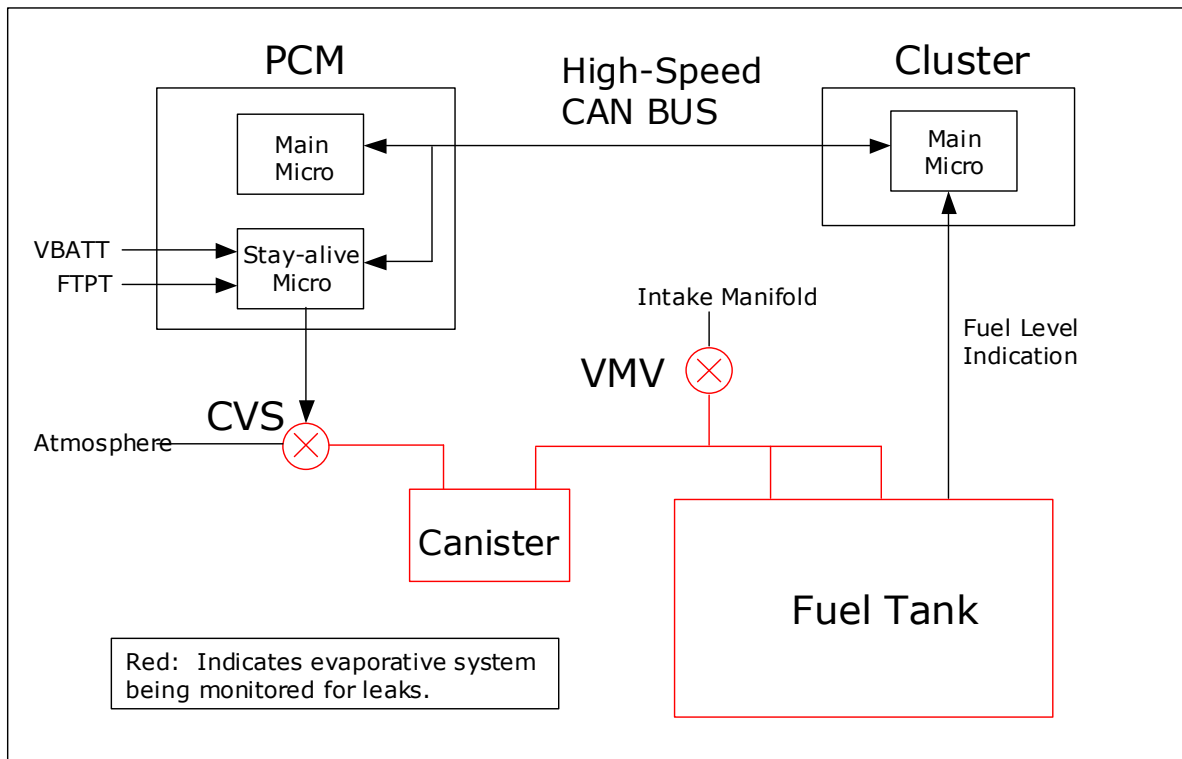 PCM
High-Speed
CAN BUS
Cluster
Main
Micro
Main
Micro
VBATT
FTPT
Stay-alive
Micro
Intake Manifold
Fuel Level
Indication
VMV
CVS
Atmosphere
Canister
Fuel Tank
Red:  Indicates evaporative system
being monitored for leaks.